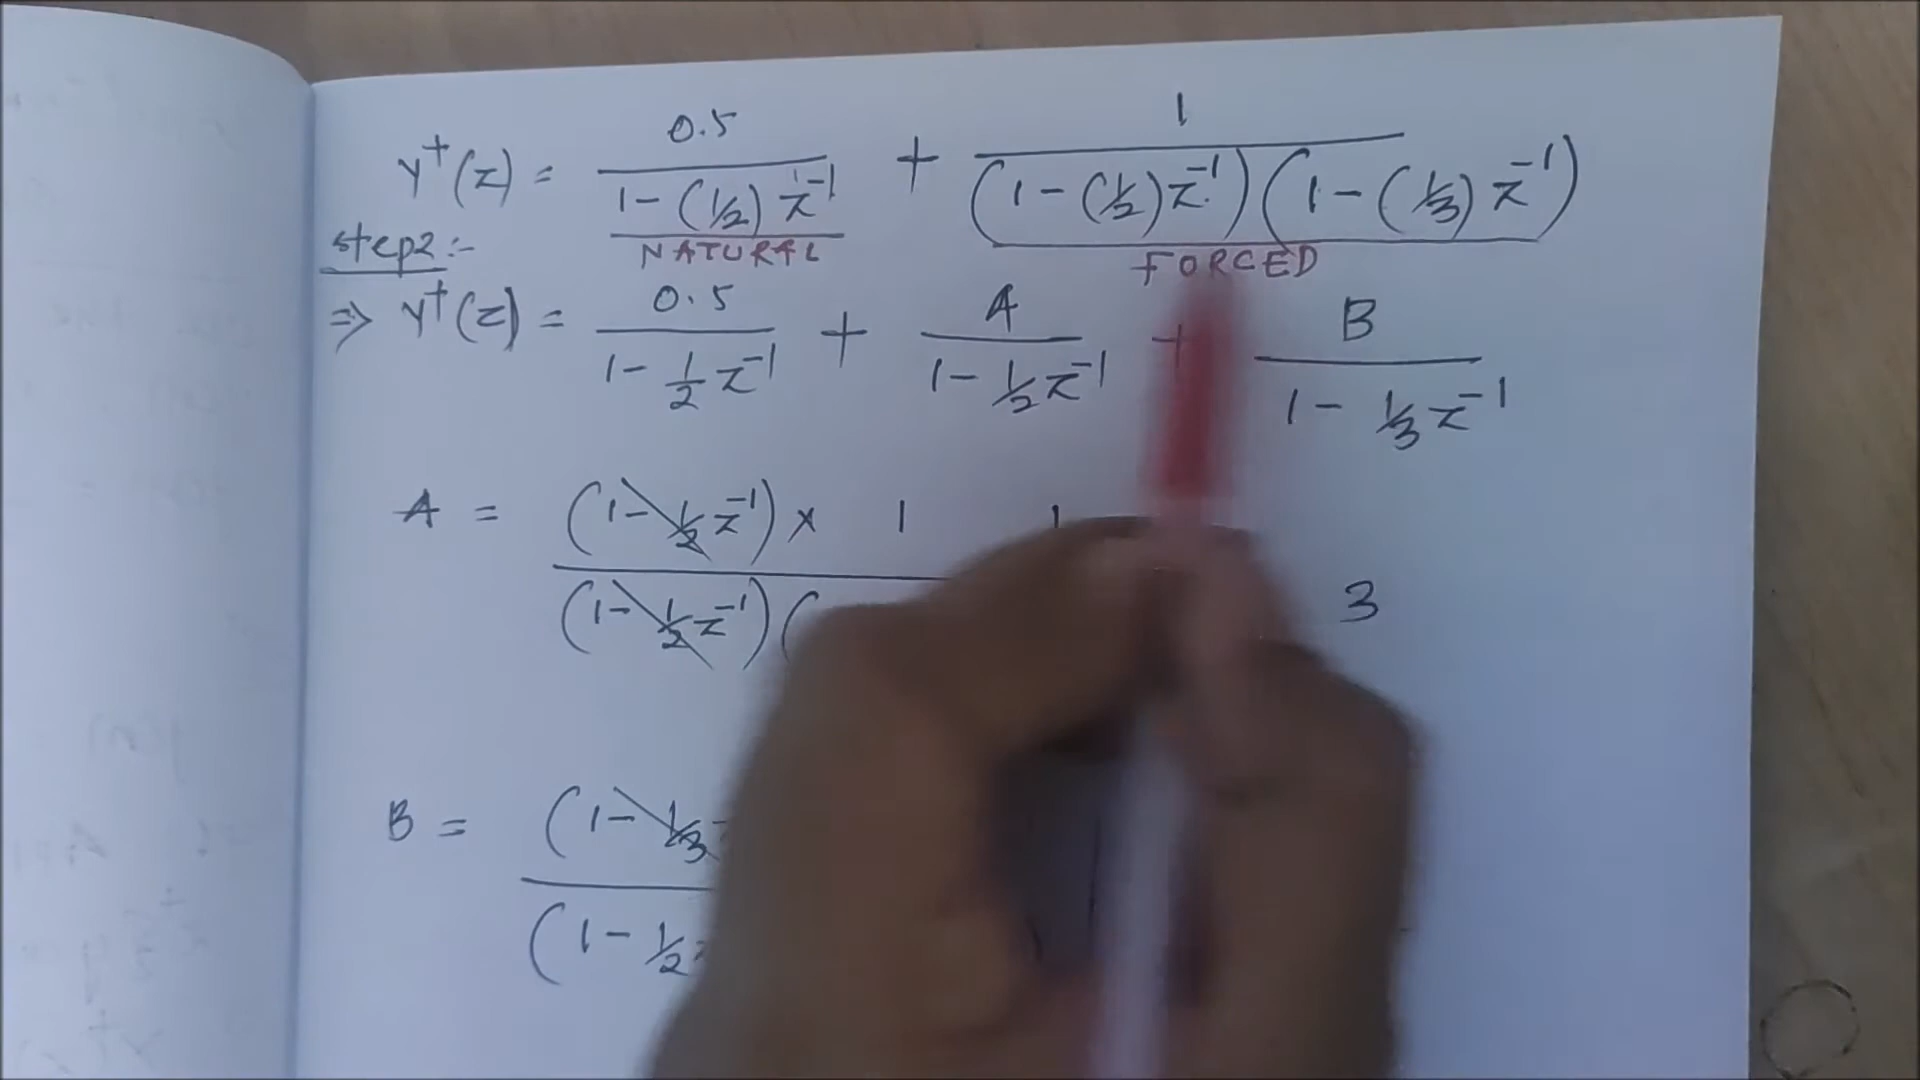 Y⁺(z) = 0.5 / (1 - (1/2) z⁻¹) + 1 / ((1 - (1/2) z⁻¹) (1 - (1/3) z⁻¹))
NATURAL FORCED
step2:-
⇒ Y⁺(z) = 0.5 / (1 - 1/2 z⁻¹) + A / (1 - 1/2 z⁻¹) + B / (1 - 1/3 z⁻¹)
A = (1 - 1/2 z⁻¹) × 1 / (1 - 1/2 z⁻¹) ( 3
B = (1 - 1/3 / (1 - 1/2